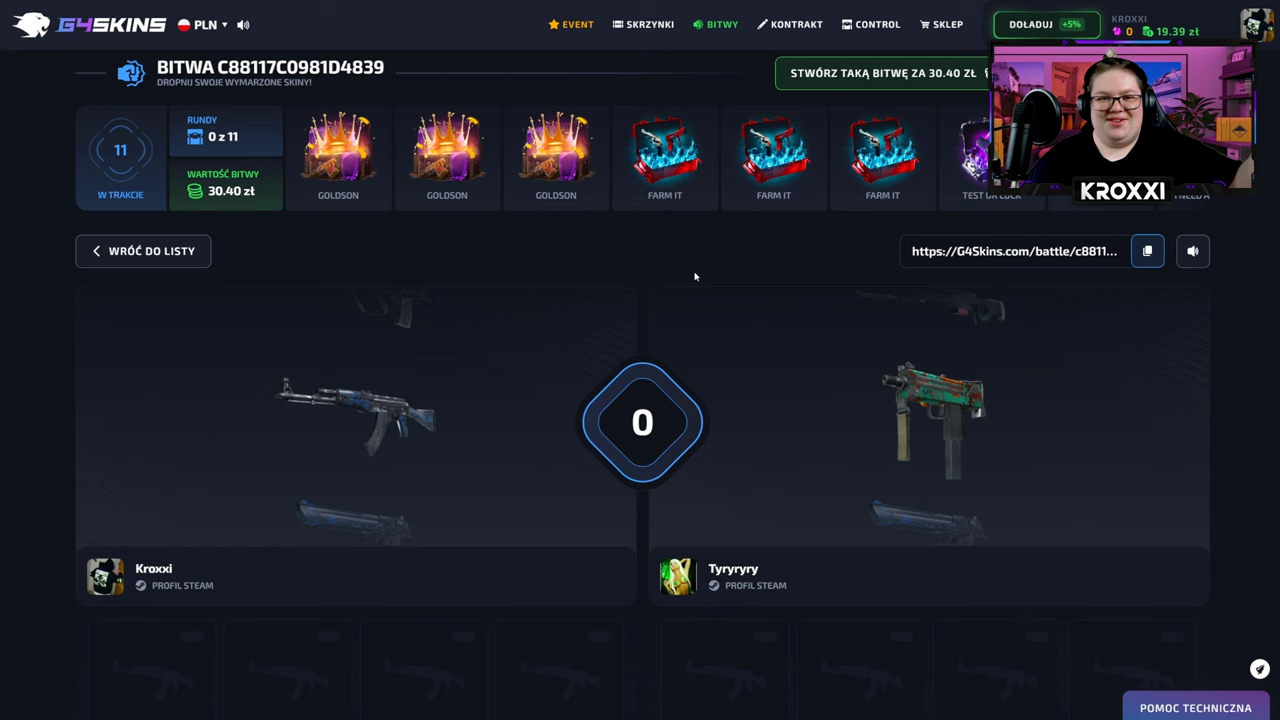 G4SKINS
PLN
EVENT
SKRZYNKI
BITWY
KONTRAKT
CONTROL
SKLEP
DOŁADUJ +5%
KROXXI
0 19.39 zł
BITWA C88117C0981D4839
DROPNIJ SWOJE WYMARZONE SKINY!
STWÓRZ TAKĄ BITWĘ ZA 30.40 ZŁ
11
W TRAKCIE
RUNDY
0 z 11
WARTOŚĆ BITWY
30.40 zł
GOLDSON
GOLDSON
GOLDSON
FARM IT
FARM IT
FARM IT
KROXXI
WRÓĆ DO LISTY
https://G4Skins.com/battle/c8811...
0
Kroxxi
PROFIL STEAM
Tyryryry
PROFIL STEAM
POMOC TECHNICZNA